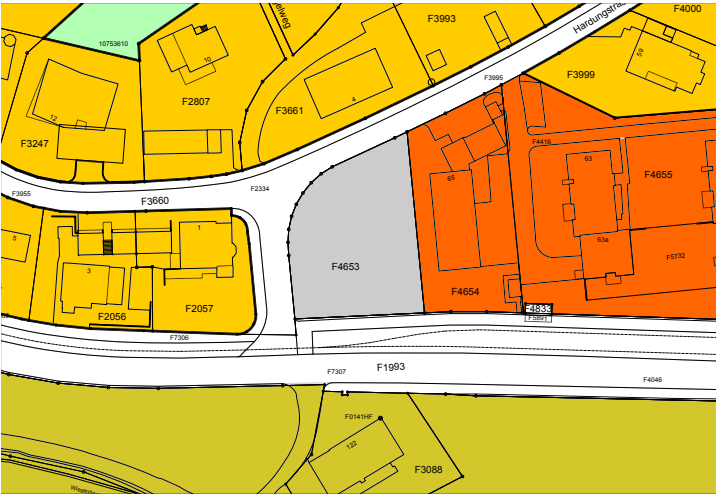 F3993
F4000
Hardungstra
10753610
10
59
F3995
F3999
F2807
4
F3661
12
F3247
F4416
63
F4655
65
F3955
F2334
F3660
1
5
63a
F5732
F4653
3
F4654
F2056
F2057
F4833
F5891
F7306
F1993
F7307
F4046
F0141HF
122
F3088